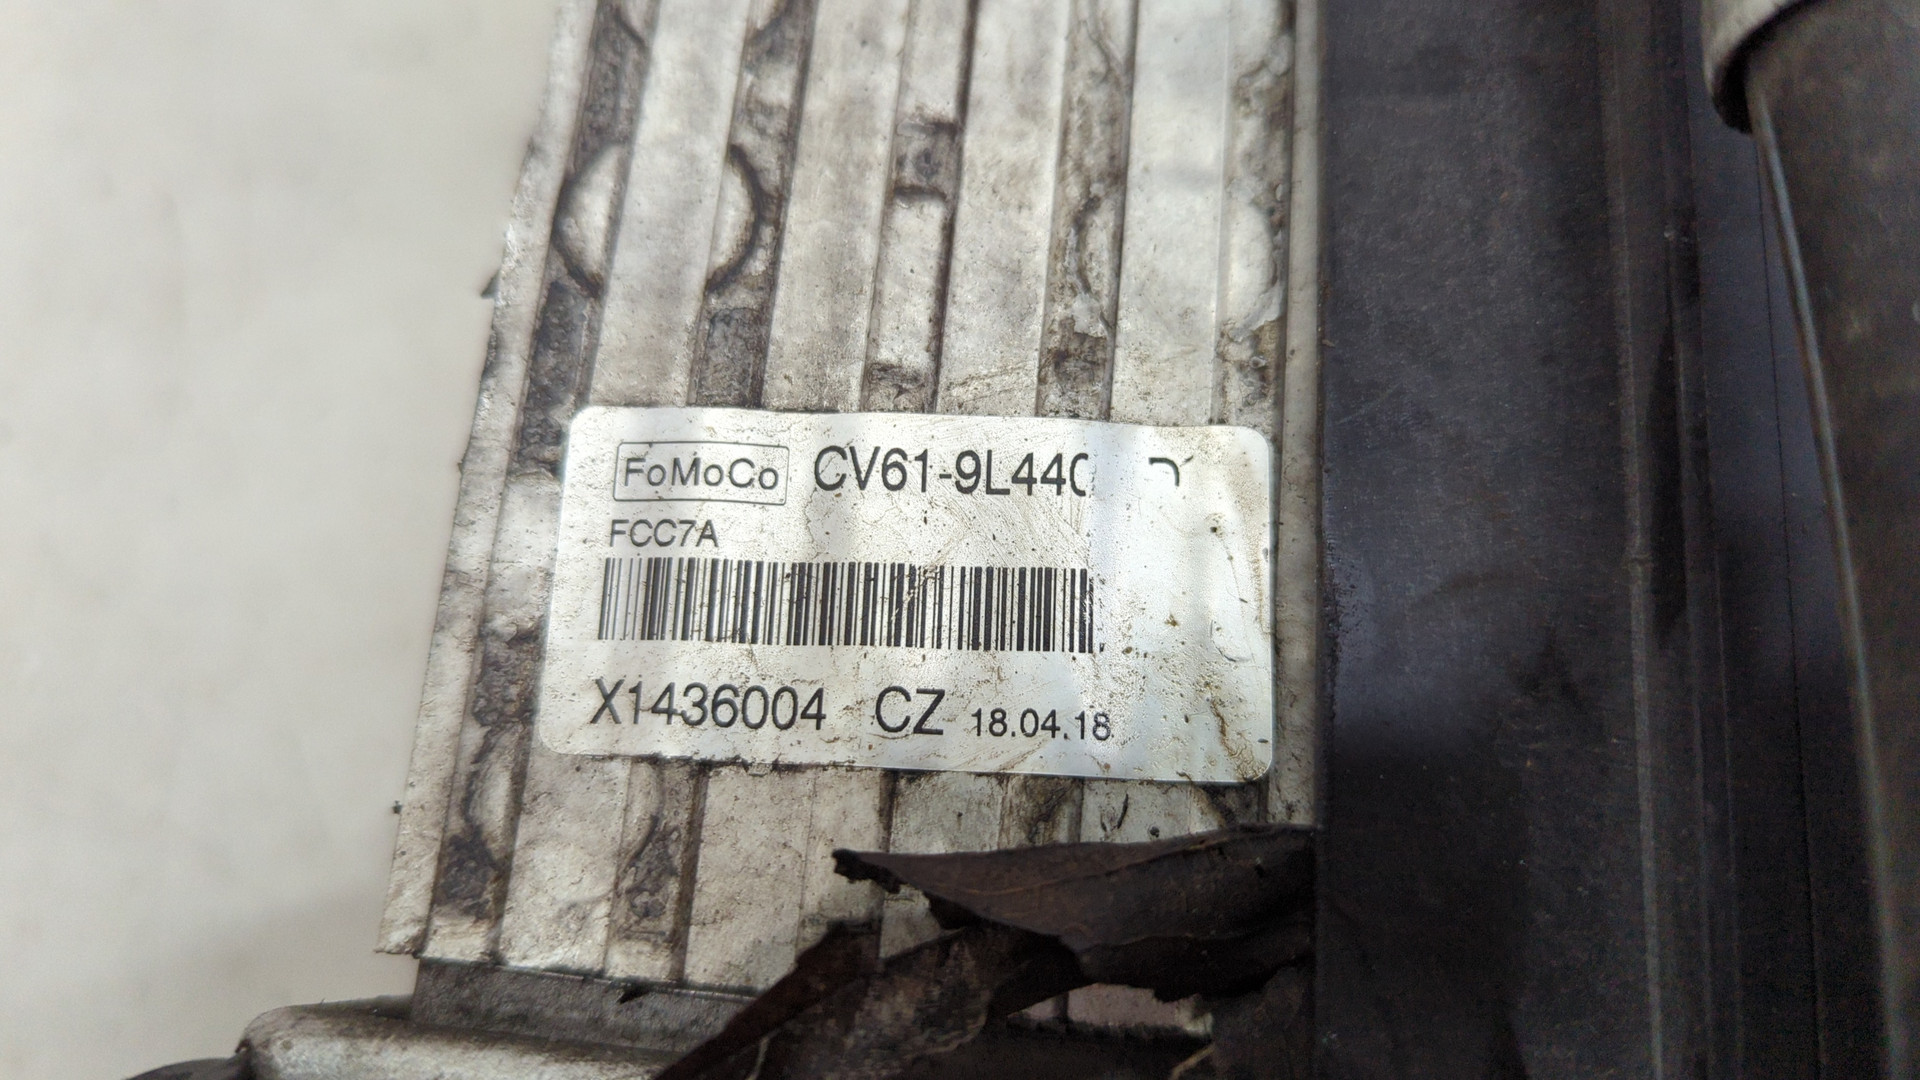 FoMoCo CV61-9L440
FCC7A
X1436004 CZ 18.04.18